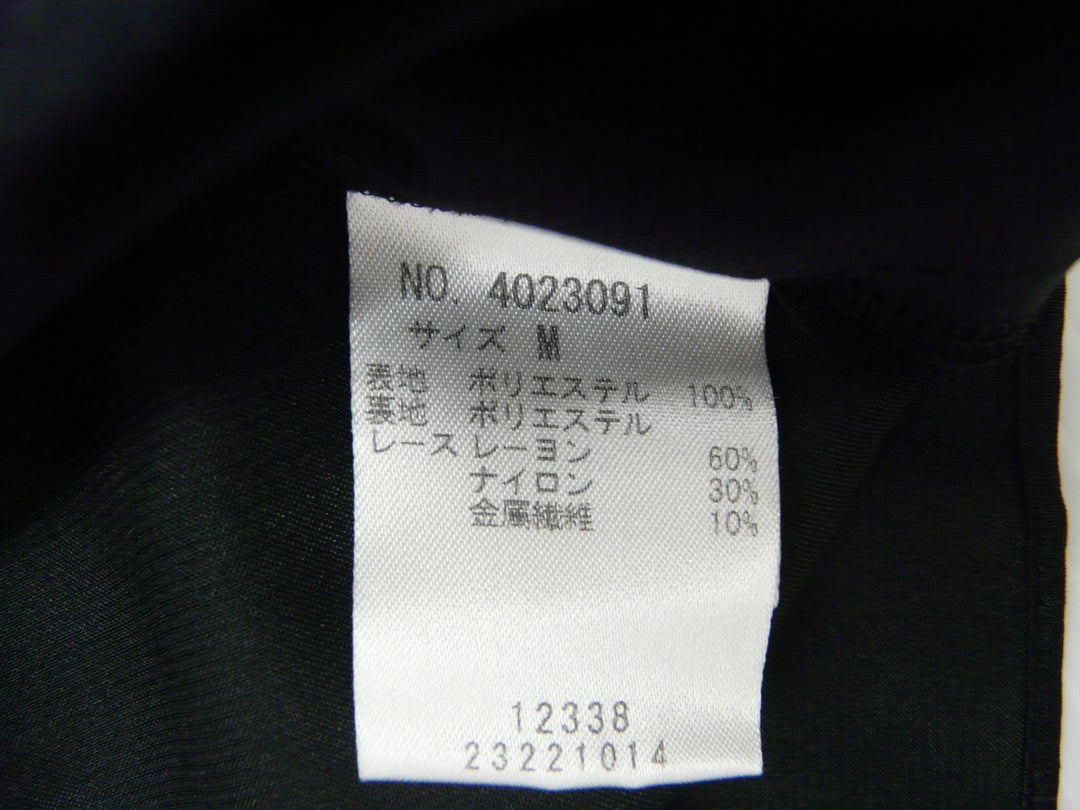 NO. 4023091
サイズ M
表地 ポリエステル 100%
裏地 ポリエステル
レース レーヨン 60%
ナイロン 30%
金属繊維 10%
12338
23221014